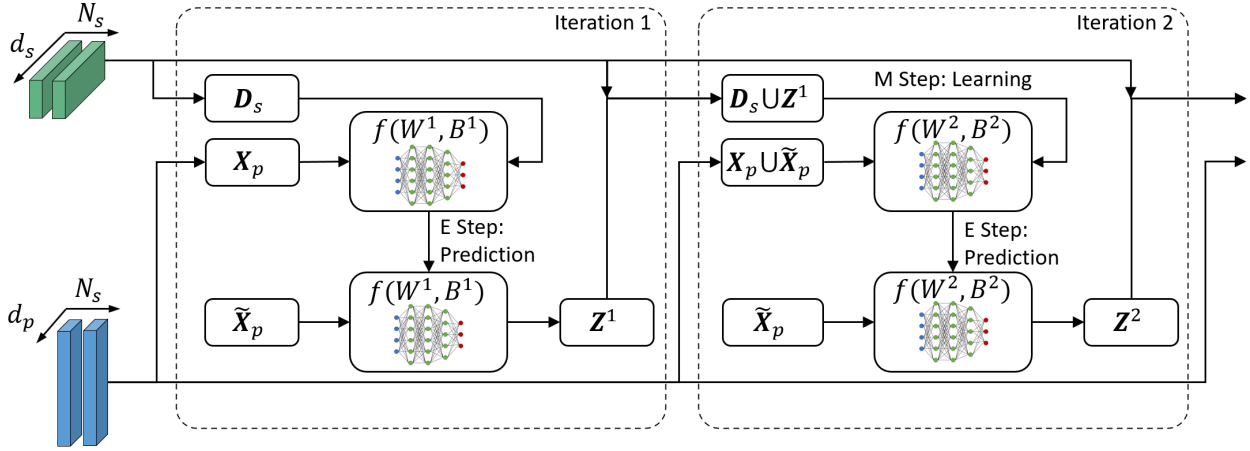 N_s
d_s
Iteration 1
D_s
f(W^1, B^1)
X_p
E Step:
Prediction
N_s
d_p
X̃_p
f(W^1, B^1)
Z^1
Iteration 2
M Step: Learning
D_s∪Z^1
f(W^2, B^2)
X_p∪X̃_p
E Step:
Prediction
X̃_p
f(W^2, B^2)
Z^2